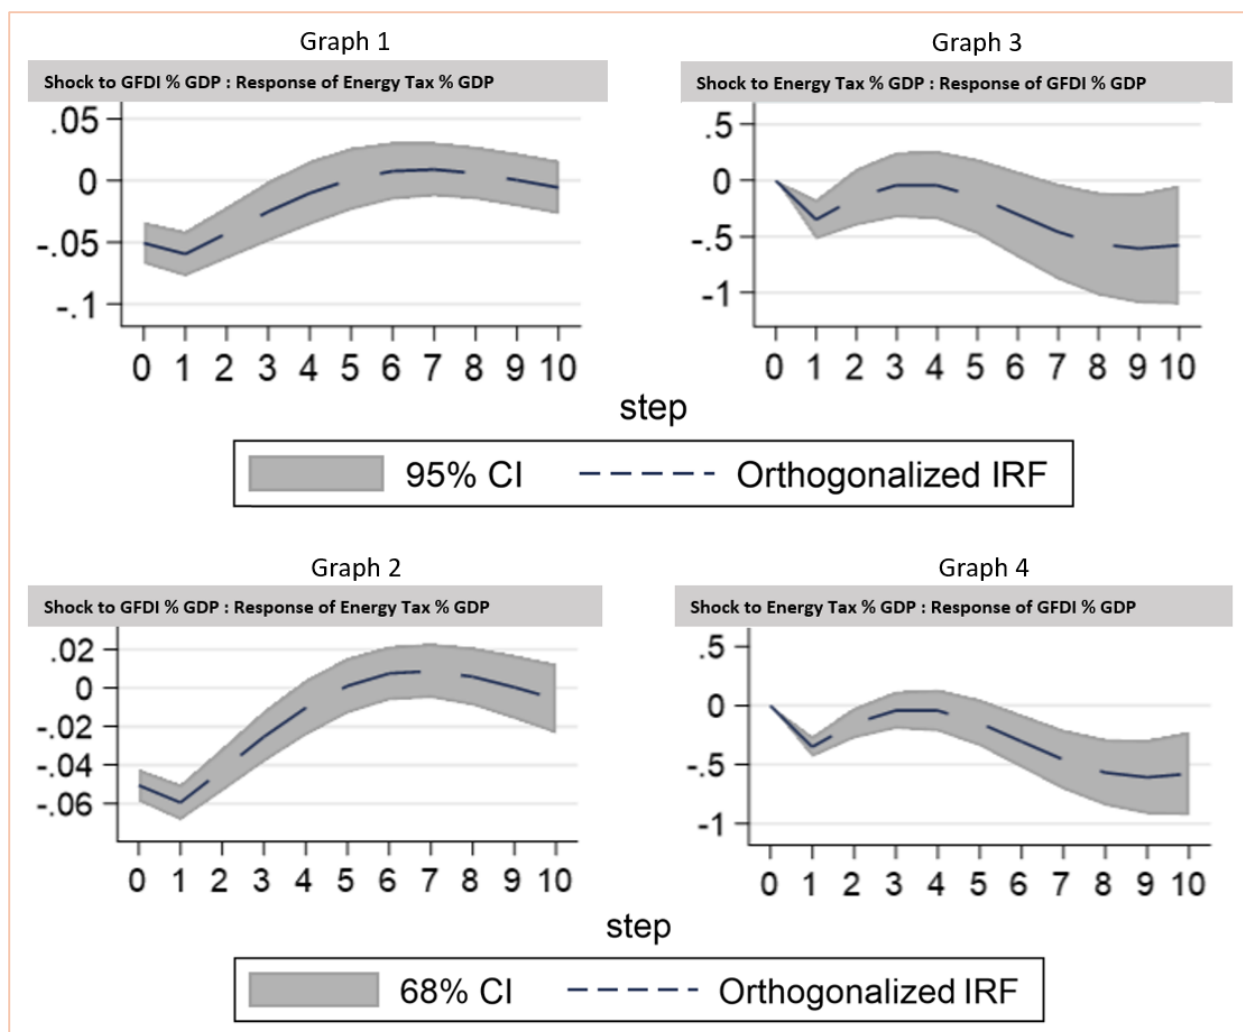 Graph 1
Shock to GFDI % GDP : Response of Energy Tax % GDP
.05
0
-.05
-.1
0 1 2 3 4 5 6 7 8 9 10
Graph 3
Shock to Energy Tax % GDP : Response of GFDI % GDP
.5
0
-.5
-1
0 1 2 3 4 5 6 7 8 9 10
step
95% CI Orthogonalized IRF
Graph 2
Shock to GFDI % GDP : Response of Energy Tax % GDP
.02
0
-.02
-.04
-.06
0 1 2 3 4 5 6 7 8 9 10
Graph 4
Shock to Energy Tax % GDP : Response of GFDI % GDP
.5
0
-.5
-1
0 1 2 3 4 5 6 7 8 9 10
step
68% CI Orthogonalized IRF